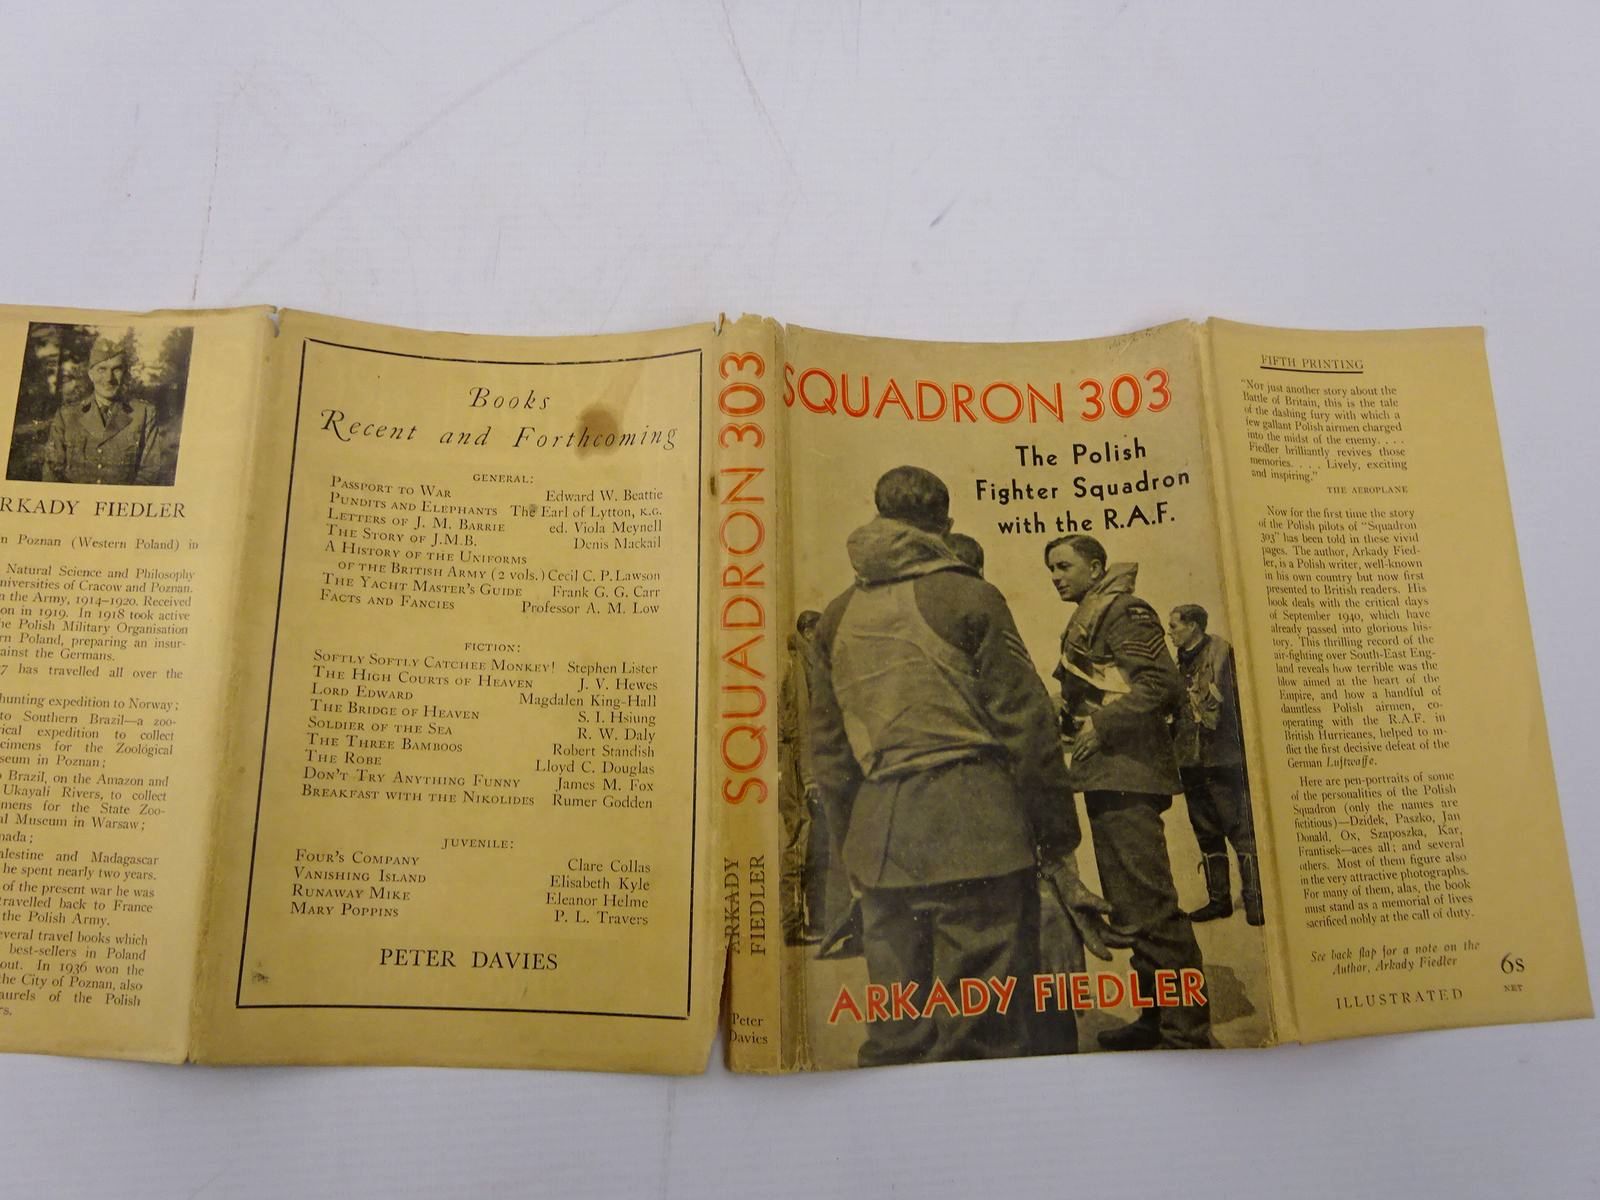 ARKADY FIEDLER
n Poznan (Western Poland) in
Natural Science and Philosophy
niversities of Cracow and Poznan.
n the Army, 1914–1920. Received
on in 1919. In 1918 took active
he Polish Military Organisation
rn Poland, preparing an insur-
ainst the Germans.
7 has travelled all over the
hunting expedition to Norway;
to Southern Brazil—a zoo-
rical expedition to collect
cimens for the Zoological
seum in Poznan;
o Brazil, on the Amazon and
Ukayali Rivers, to collect
mens for the State Zoo-
al Museum in Warsaw;
nada;
alestine and Madagascar
he spent nearly two years.
of the present war he was
travelled back to France
the Polish Army.
everal travel books which
best-sellers in Poland
out. In 1936 won the
the City of Poznan, also
aurels of the Polish
rs.
Books
Recent and Forthcoming
GENERAL:
PASSPORT TO WAR Edward W. Beattie
PUNDITS AND ELEPHANTS The Earl of Lytton, K.G.
LETTERS OF J. M. BARRIE ed. Viola Meynell
THE STORY OF J.M.B. Denis Mackail
A HISTORY OF THE UNIFORMS
OF THE BRITISH ARMY (2 vols.) Cecil C. P. Lawson
THE YACHT MASTER'S GUIDE Frank G. G. Carr
FACTS AND FANCIES Professor A. M. Low
FICTION:
SOFTLY SOFTLY CATCHEE MONKEY! Stephen Lister
THE HIGH COURTS OF HEAVEN J. V. Hewes
LORD EDWARD Magdalen King-Hall
THE BRIDGE OF HEAVEN S. I. Hsiung
SOLDIER OF THE SEA R. W. Daly
THE THREE BAMBOOS Robert Standish
THE ROBE Lloyd C. Douglas
DON'T TRY ANYTHING FUNNY James M. Fox
BREAKFAST WITH THE NIKOLIDES Rumer Godden
JUVENILE:
FOUR'S COMPANY Clare Collas
VANISHING ISLAND Elisabeth Kyle
RUNAWAY MIKE Eleanor Helme
MARY POPPINS P. L. Travers
PETER DAVIES
SQUADRON 303
ARKADY
FIEDLER
Peter
Davies
SQUADRON 303
The Polish
Fighter Squadron
with the R.A.F.
ARKADY FIEDLER
FIFTH PRINTING
"Nor just another story about the
Battle of Britain, this is the tale
of the dashing fury with which a
few gallant Polish airmen charged
into the midst of the enemy. . . .
Fiedler brilliantly revives those
memories. . . . Lively, exciting
and inspiring."
THE AEROPLANE
Now for the first time the story
of the Polish pilots of "Squadron
303" has been told in these vivid
pages. The author, Arkady Fied-
ler, is a Polish writer, well-known
in his own country but now first
presented to British readers. His
book deals with the critical days
of September 1940, which have
already passed into glorious his-
tory. This thrilling record of the
air-fighting over South-East Eng-
land reveals how terrible was the
blow aimed at the heart of the
Empire, and how a handful of
dauntless Polish airmen, co-
operating with the R.A.F. in
British Hurricanes, helped to in-
flict the first decisive defeat of the
German Luftwaffe.
Here are pen-portraits of some
of the personalities of the Polish
Squadron (only the names are
fictitious)—Dzidek, Paszko, Jan
Donald, Ox, Szaposzka, Kar,
Frantisek—aces all; and several
others. Most of them figure also
in the very attractive photographs.
For many of them, alas, the book
must stand as a memorial of lives
sacrificed nobly at the call of duty.
See back flap for a note on the
Author, Arkady Fiedler
6s
NET
ILLUSTRATED